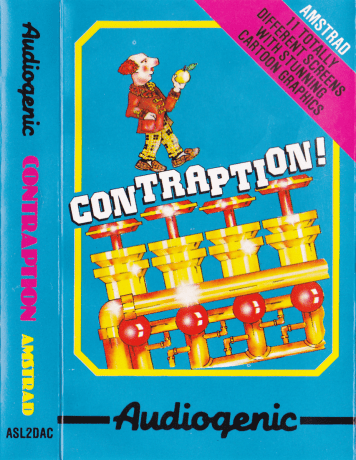 Audiogenic
CONTRAPTION
AMSTRAD
ASL2DAC
AMSTRAD
11 TOTALLY
DIFFERENT SCREENS
WITH STUNNING
CARTOON GRAPHICS
CONTRAPTION!
Audiogenic